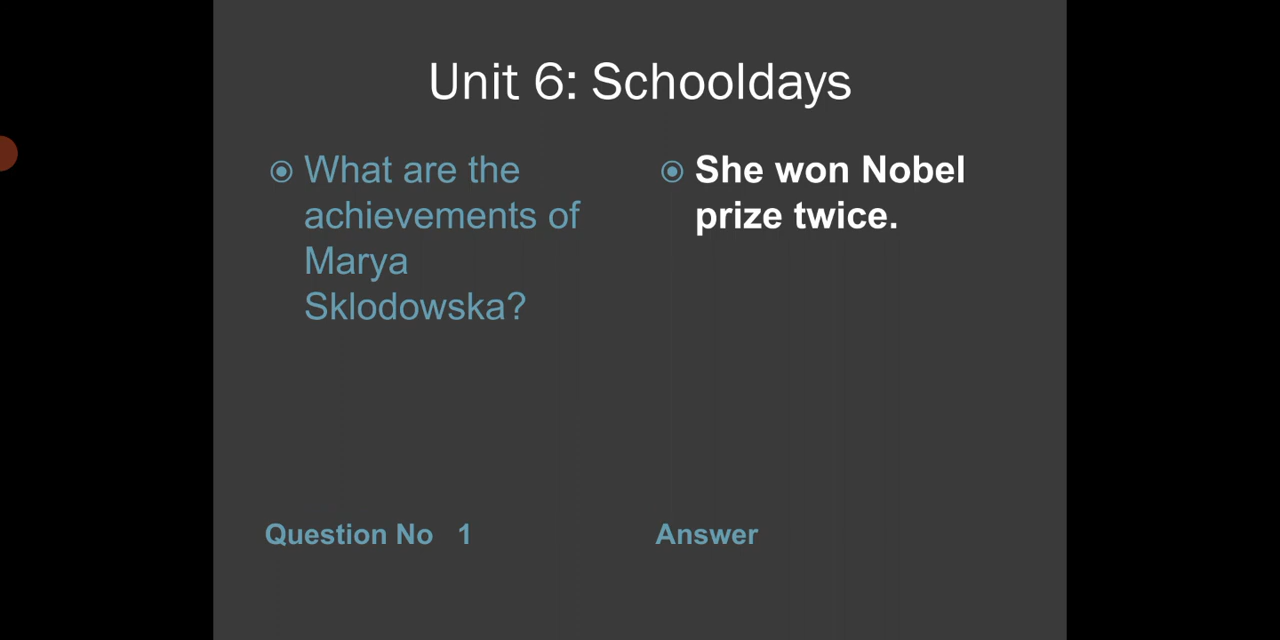 Unit 6: Schooldays
What are the
achievements of
Marya
Sklodowska?
She won Nobel
prize twice.
Question No 1
Answer